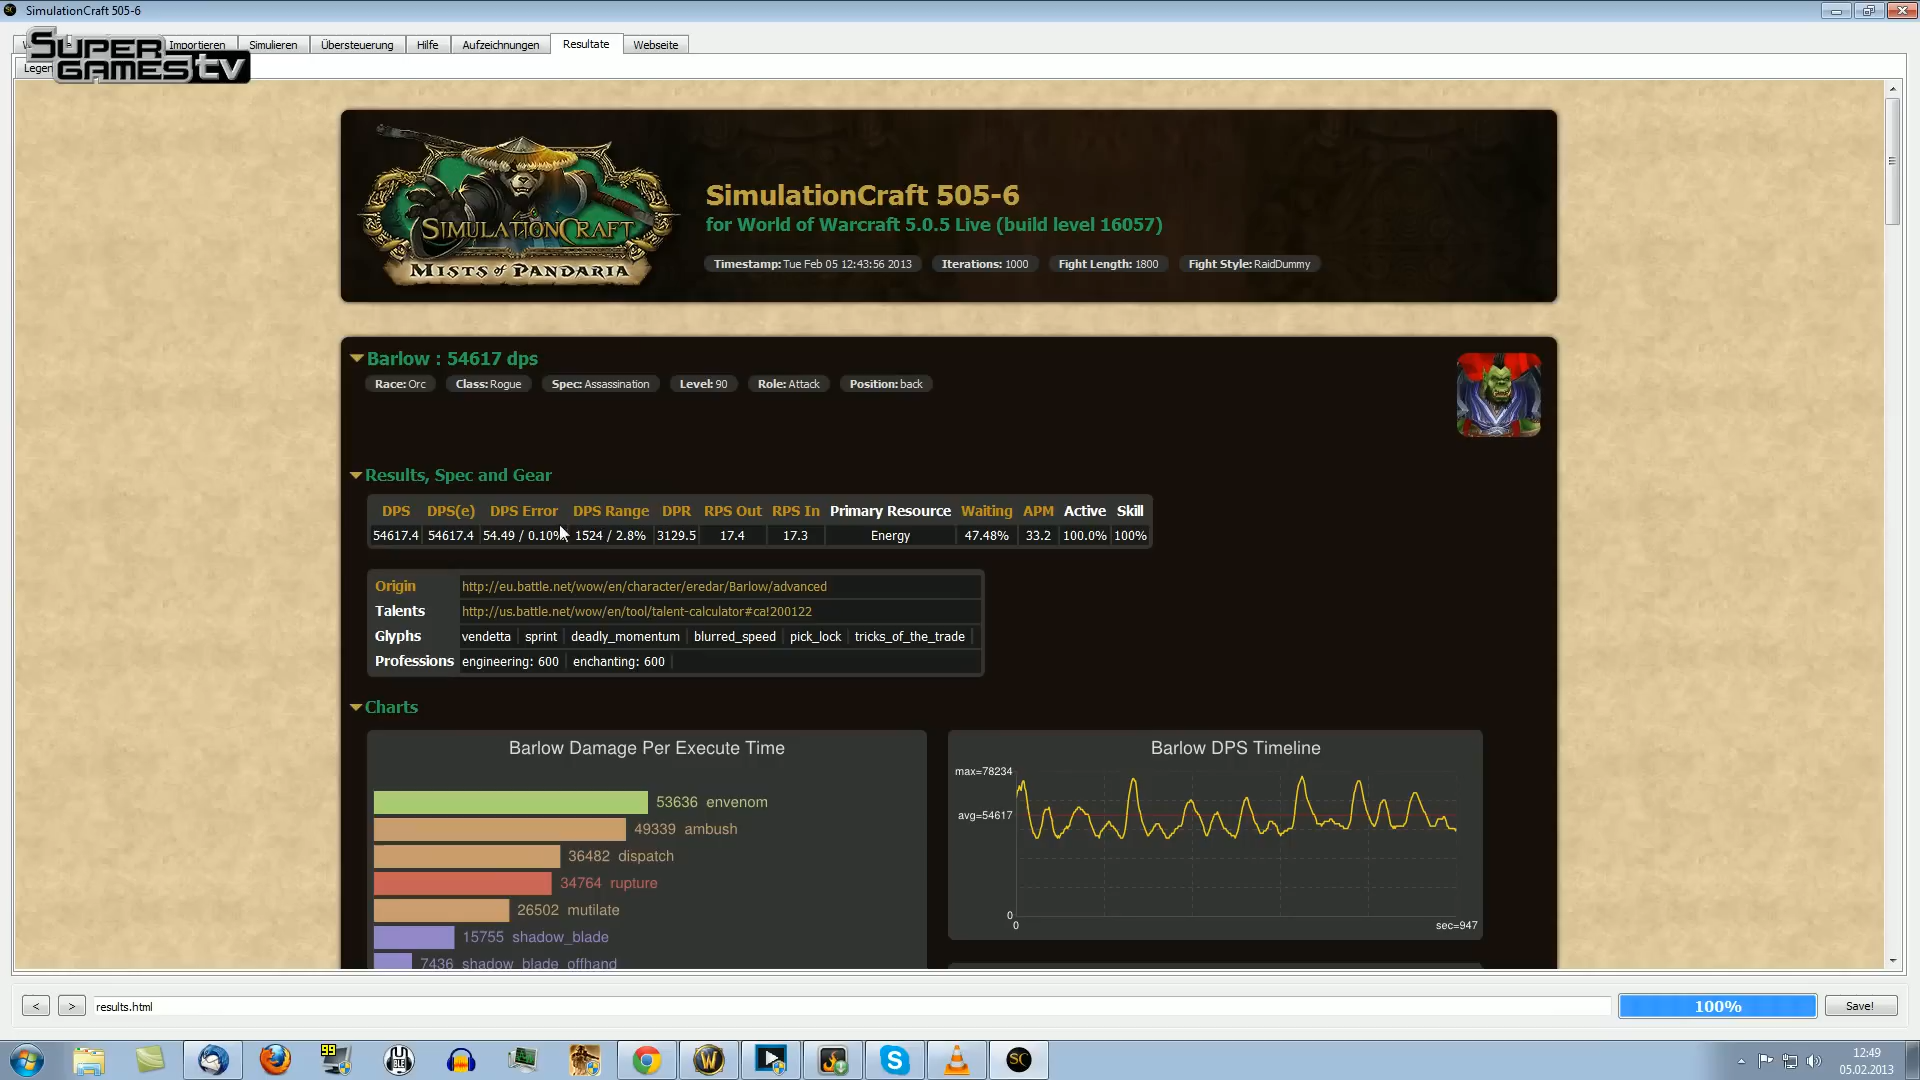 SimulationCraft 505-6
Importieren Simulieren Übersteuerung Hilfe Aufzeichnungen Resultate Webseite
SUPER GAMES tv
Legen
SIMULATIONCRAFT
MISTS of PANDARIA
SimulationCraft 505-6
for World of Warcraft 5.0.5 Live (build level 16057)
Timestamp: Tue Feb 05 12:43:56 2013 Iterations: 1000 Fight Length: 1800 Fight Style: RaidDummy
Barlow : 54617 dps
Race: Orc Class: Rogue Spec: Assassination Level: 90 Role: Attack Position: back
Results, Spec and Gear
DPS DPS(e) DPS Error DPS Range DPR RPS Out RPS In Primary Resource Waiting APM Active Skill
54617.4 54617.4 54.49 / 0.10% 1524 / 2.8% 3129.5 17.4 17.3 Energy 47.48% 33.2 100.0% 100%
Origin http://eu.battle.net/wow/en/character/eredar/Barlow/advanced
Talents http://us.battle.net/wow/en/tool/talent-calculator#ca!200122
Glyphs vendetta sprint deadly_momentum blurred_speed pick_lock tricks_of_the_trade
Professions engineering: 600 enchanting: 600
Charts
Barlow Damage Per Execute Time
53636 envenom
49339 ambush
36482 dispatch
34764 rupture
26502 mutilate
15755 shadow_blade
7436 shadow_blade_offhand
Barlow DPS Timeline
max=78234
avg=54617
0
0 sec=947
< > results.html 100% Save!
99
12:49
05.02.2013